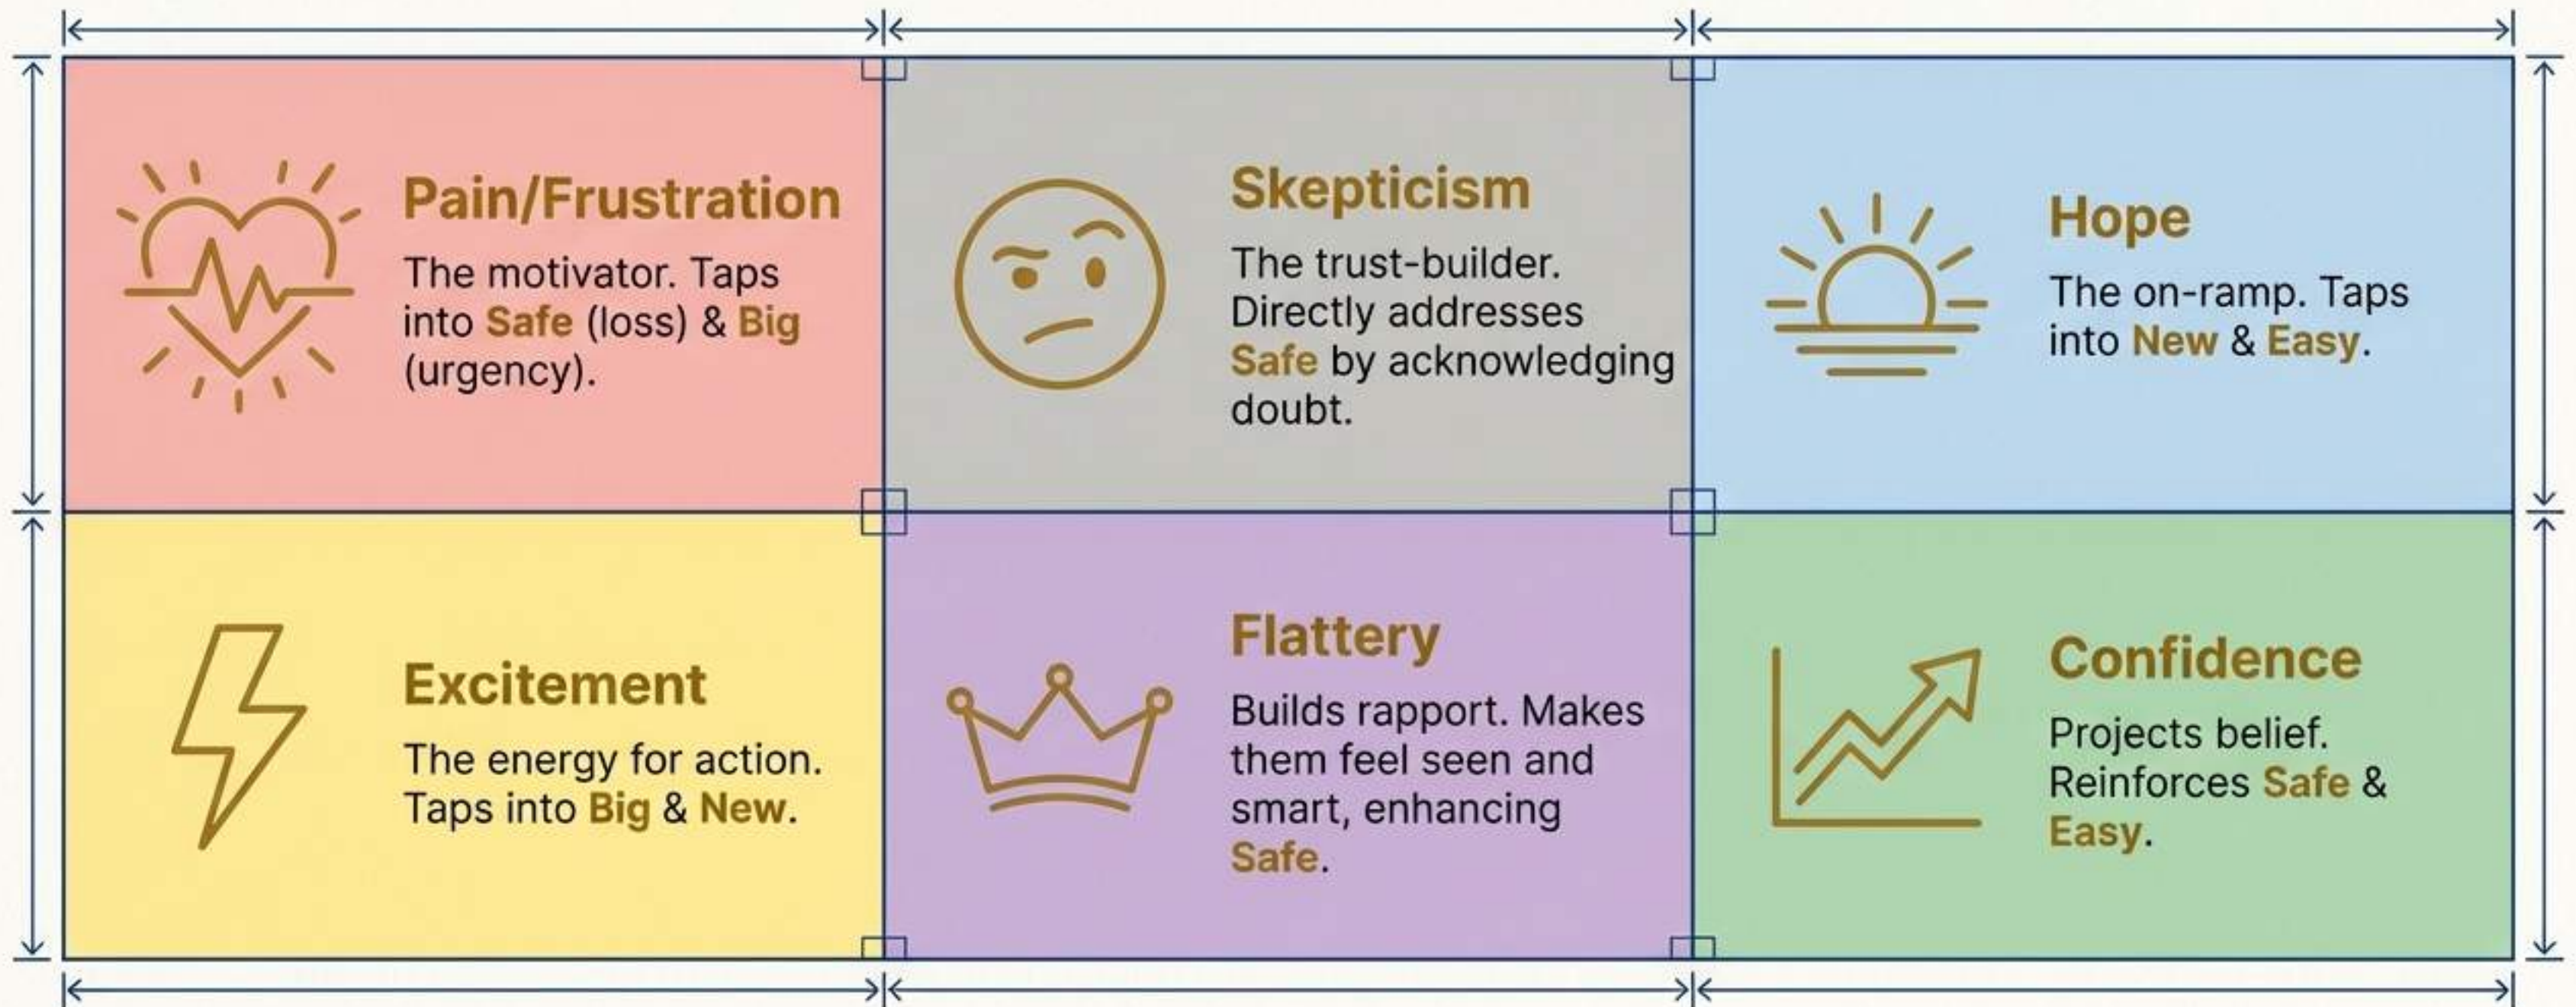 Pain/Frustration
The motivator. Taps
into Safe (loss) & Big
(urgency).
Skepticism
The trust-builder.
Directly addresses
Safe by acknowledging
doubt.
Hope
The on-ramp. Taps
into New & Easy.
Excitement
The energy for action.
Taps into Big & New.
Flattery
Builds rapport. Makes
them feel seen and
smart, enhancing
Safe.
Confidence
Projects belief.
Reinforces Safe &
Easy.